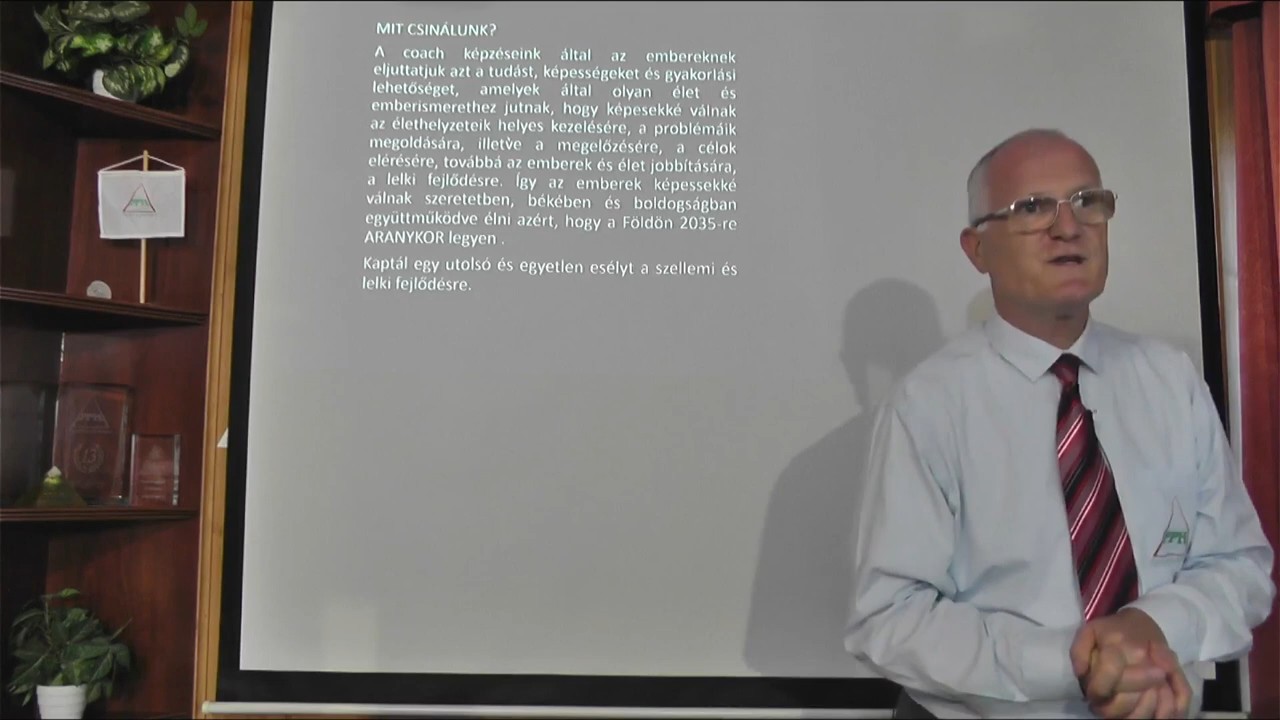 MIT CSINÁLUNK?
A coach képzéseink által az embereknek
eljuttatjuk azt a tudást, képességeket és gyakorlási
lehetőséget, amelyek által olyan élet és
emberismerethez jutnak, hogy képesekké válnak
az élethelyzeteik helyes kezelésére, a problémáik
megoldására, illetve a megelőzésére, a célok
elérésére, továbbá az emberek és élet jobbítására,
a lelki fejlődésre. Így az emberek képessekké
válnak szeretetben, békében és boldogságban
együttműködve élni azért, hogy a Földön 2035-re
ARANYKOR legyen .
Kaptál egy utolsó és egyetlen esélyt a szellemi és
lelki fejlődésre.
13
PPH